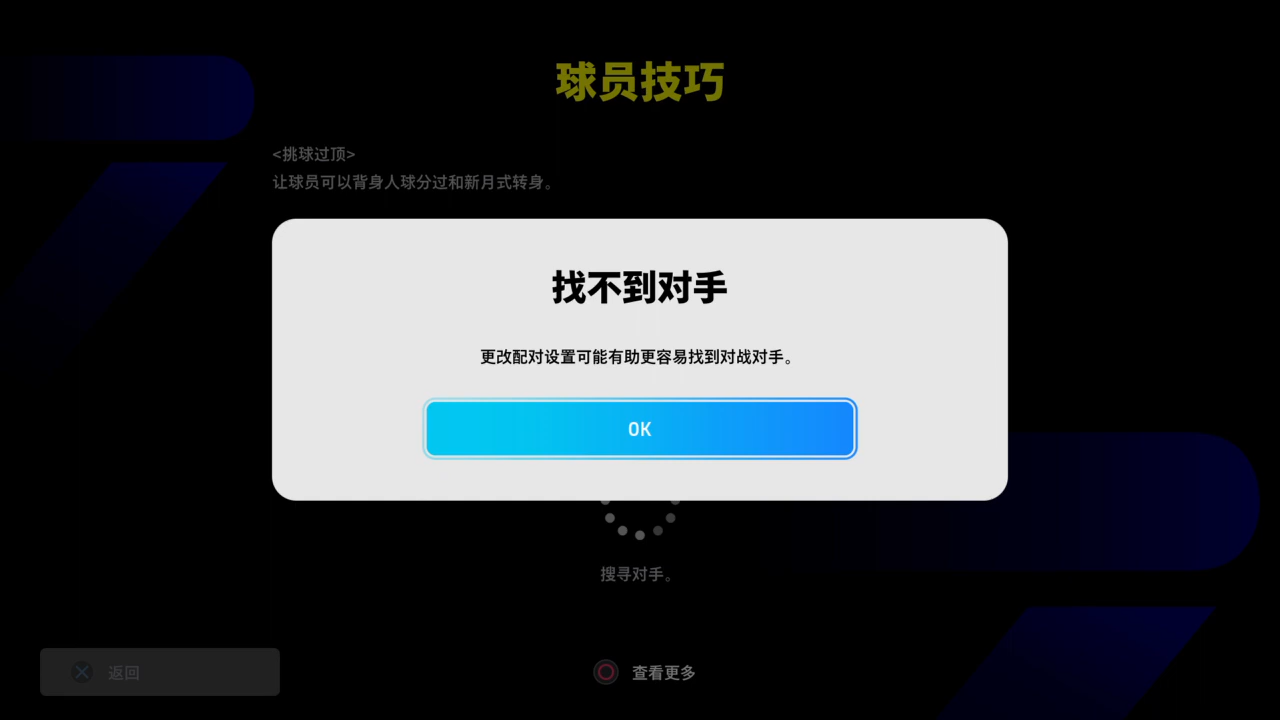 球员技巧
<挑球过顶>
让球员可以背身人球分过和新月式转身。
找不到对手
更改配对设置可能有助更容易找到对战对手。
OK
搜寻对手。
返回
查看更多